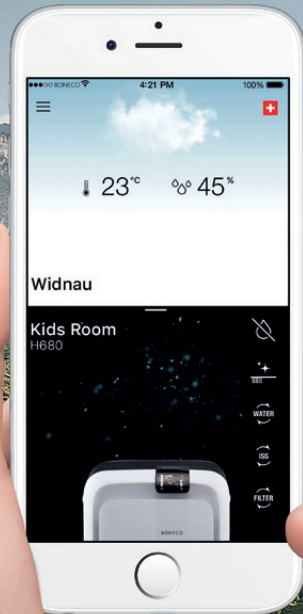 BONECO
4:21 PM
100%
23°C
45%
Widnau
Kids Room
H680
WATER
ISS
FILTER
BONECO